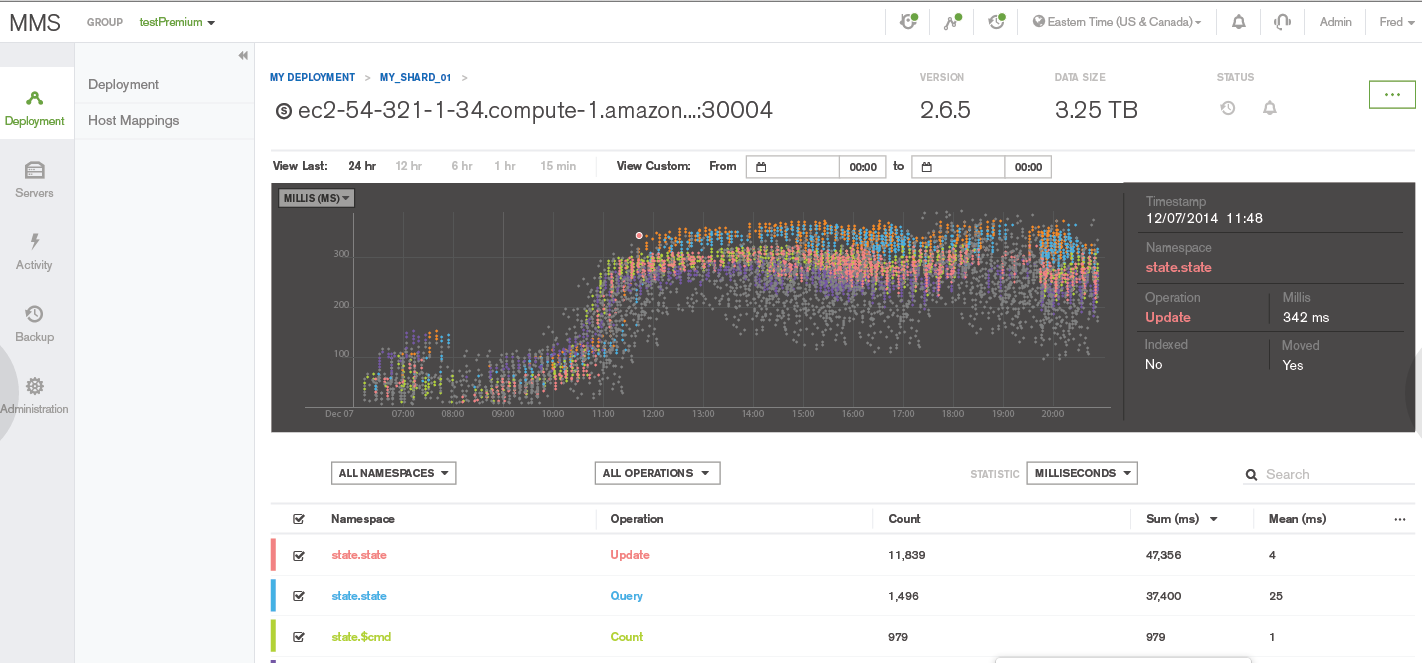 MMS GROUP testPremium Eastern Time (US & Canada) Admin Fred
Deployment
Servers
Activity
Backup
Administration
Deployment
Host Mappings
MY DEPLOYMENT > MY_SHARD_01 >
VERSION DATA SIZE STATUS
S ec2-54-321-1-34.compute-1.amazon...:30004 2.6.5 3.25 TB ...
View Last: 24 hr 12 hr 6 hr 1 hr 15 min View Custom: From 00:00 to 00:00
MILLIS (MS)
300
200
100
Dec 07 07:00 08:00 09:00 10:00 11:00 12:00 13:00 14:00 15:00 16:00 17:00 18:00 19:00 20:00
Timestamp
12/07/2014 11:48
Namespace
state.state
Operation Millis
Update 342 ms
Indexed Moved
No Yes
ALL NAMESPACES ALL OPERATIONS STATISTIC MILLISECONDS Search
Namespace Operation Count Sum (ms) Mean (ms) ...
state.state Update 11,839 47,356 4
state.state Query 1,496 37,400 25
state.$cmd Count 979 979 1